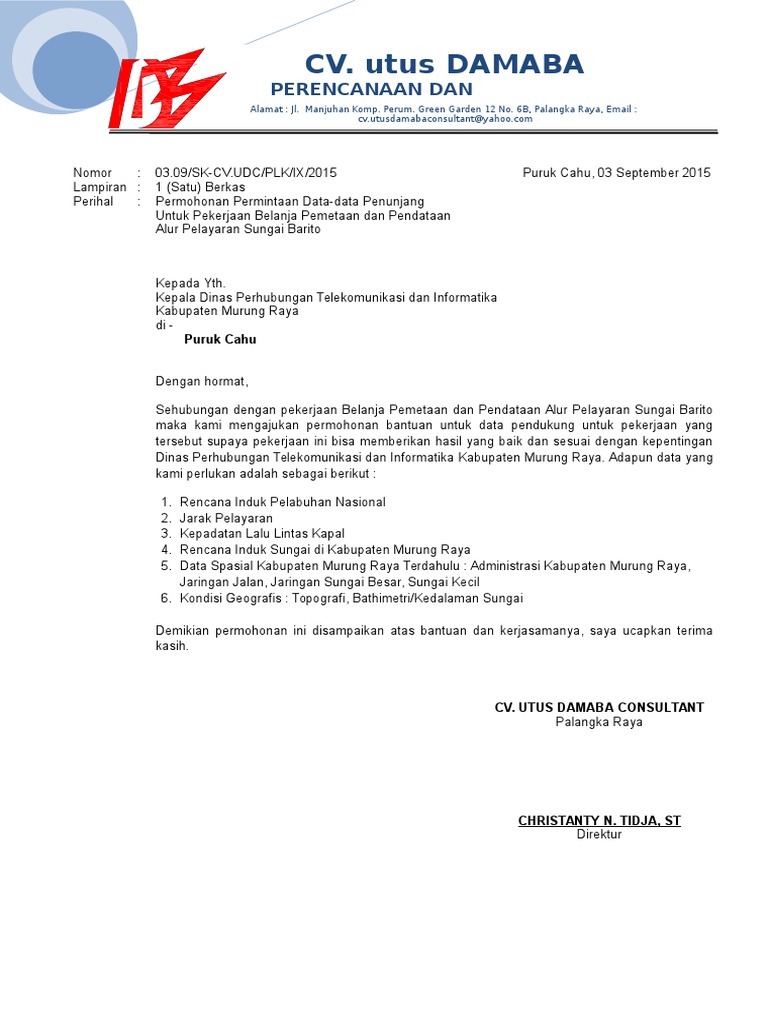 CV. utus DAMABA
PERENCANAAN DAN
Alamat : Jl. Manjuhan Komp. Perum. Green Garden 12 No. 6B, Palangka Raya, Email :
cv.utusdamabaconsultant@yahoo.com
Nomor : 03.09/SK-CV.UDC/PLK/IX/2015 Puruk Cahu, 03 September 2015
Lampiran : 1 (Satu) Berkas
Perihal : Permohonan Permintaan Data-data Penunjang
Untuk Pekerjaan Belanja Pemetaan dan Pendataan
Alur Pelayaran Sungai Barito
Kepada Yth.
Kepala Dinas Perhubungan Telekomunikasi dan Informatika
Kabupaten Murung Raya
di -
Puruk Cahu
Dengan hormat,
Sehubungan dengan pekerjaan Belanja Pemetaan dan Pendataan Alur Pelayaran Sungai Barito
maka kami mengajukan permohonan bantuan untuk data pendukung untuk pekerjaan yang
tersebut supaya pekerjaan ini bisa memberikan hasil yang baik dan sesuai dengan kepentingan
Dinas Perhubungan Telekomunikasi dan Informatika Kabupaten Murung Raya. Adapun data yang
kami perlukan adalah sebagai berikut :
1. Rencana Induk Pelabuhan Nasional
2. Jarak Pelayaran
3. Kepadatan Lalu Lintas Kapal
4. Rencana Induk Sungai di Kabupaten Murung Raya
5. Data Spasial Kabupaten Murung Raya Terdahulu : Administrasi Kabupaten Murung Raya,
Jaringan Jalan, Jaringan Sungai Besar, Sungai Kecil
6. Kondisi Geografis : Topografi, Bathimetri/Kedalaman Sungai
Demikian permohonan ini disampaikan atas bantuan dan kerjasamanya, saya ucapkan terima
kasih.
CV. UTUS DAMABA CONSULTANT
Palangka Raya
CHRISTANTY N. TIDJA, ST
Direktur